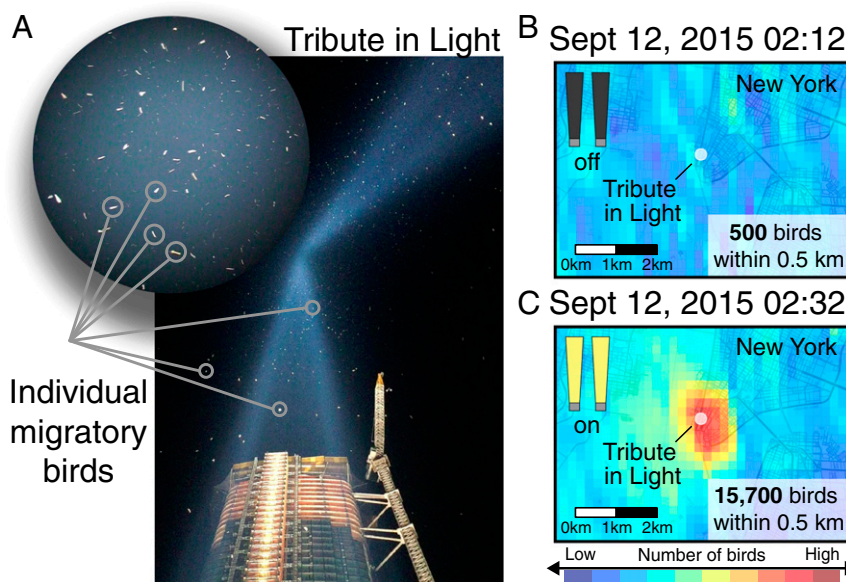 A
Tribute in Light
Individual
migratory
birds
B Sept 12, 2015 02:12
New York
off
Tribute
in Light
500 birds
within 0.5 km
0km 1km 2km
C Sept 12, 2015 02:32
New York
on
Tribute
in Light
15,700 birds
within 0.5 km
0km 1km 2km
Low Number of birds High